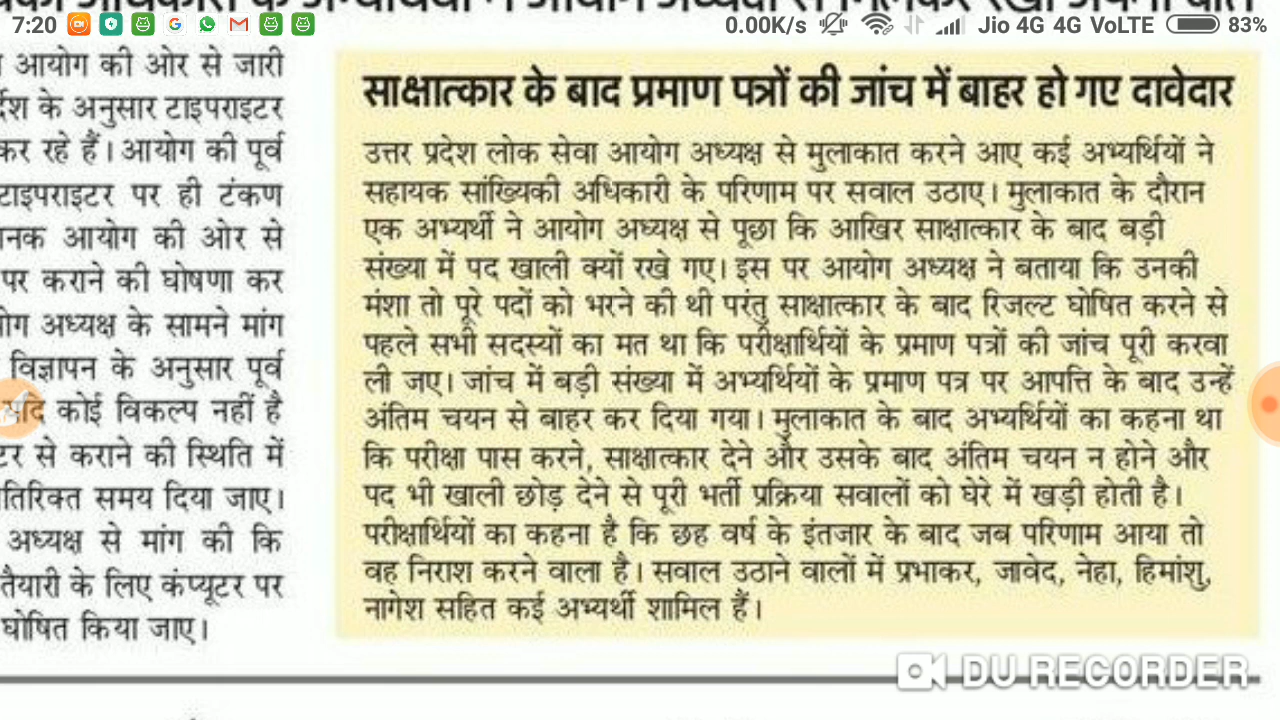 7:20
0.00K/s
Jio 4G 4G VoLTE
83%
आयोग की ओर से जारी
के अनुसार टाइपराइटर
कर रहे हैं। आयोग की पूर्व
टाइपराइटर पर ही टंकण
आयोग की ओर से
पर कराने की घोषणा कर
अध्यक्ष के सामने मांग
विज्ञापन के अनुसार पूर्व
कोई विकल्प नहीं है
से कराने की स्थिति में
समय दिया जाए।
अध्यक्ष से मांग की कि
तैयारी के लिए कंप्यूटर पर
घोषित किया जाए।
साक्षात्कार के बाद प्रमाण पत्रों की जांच में बाहर हो गए दावेदार
उत्तर प्रदेश लोक सेवा आयोग अध्यक्ष से मुलाकात करने आए कई अभ्यर्थियों ने
सहायक सांख्यिकी अधिकारी के परिणाम पर सवाल उठाए। मुलाकात के दौरान
एक अभ्यर्थी ने आयोग अध्यक्ष से पूछा कि आखिर साक्षात्कार के बाद बड़ी
संख्या में पद खाली क्यों रखे गए। इस पर आयोग अध्यक्ष ने बताया कि उनकी
मंशा तो पूरे पदों को भरने की थी परंतु साक्षात्कार के बाद रिजल्ट घोषित करने से
पहले सभी सदस्यों का मत था कि परीक्षार्थियों के प्रमाण पत्रों की जांच पूरी करवा
ली जए। जांच में बड़ी संख्या में अभ्यर्थियों के प्रमाण पत्र पर आपत्ति के बाद उन्हें
अंतिम चयन से बाहर कर दिया गया। मुलाकात के बाद अभ्यर्थियों का कहना था
कि परीक्षा पास करने, साक्षात्कार देने और उसके बाद अंतिम चयन न होने और
पद भी खाली छोड़ देने से पूरी भर्ती प्रक्रिया सवालों को घेरे में खड़ी होती है।
परीक्षार्थियों का कहना है कि छह वर्ष के इंतजार के बाद जब परिणाम आया तो
वह निराश करने वाला है। सवाल उठाने वालों में प्रभाकर, जावेद, नेहा, हिमांशु,
नागेश सहित कई अभ्यर्थी शामिल हैं।
DU RECORDER